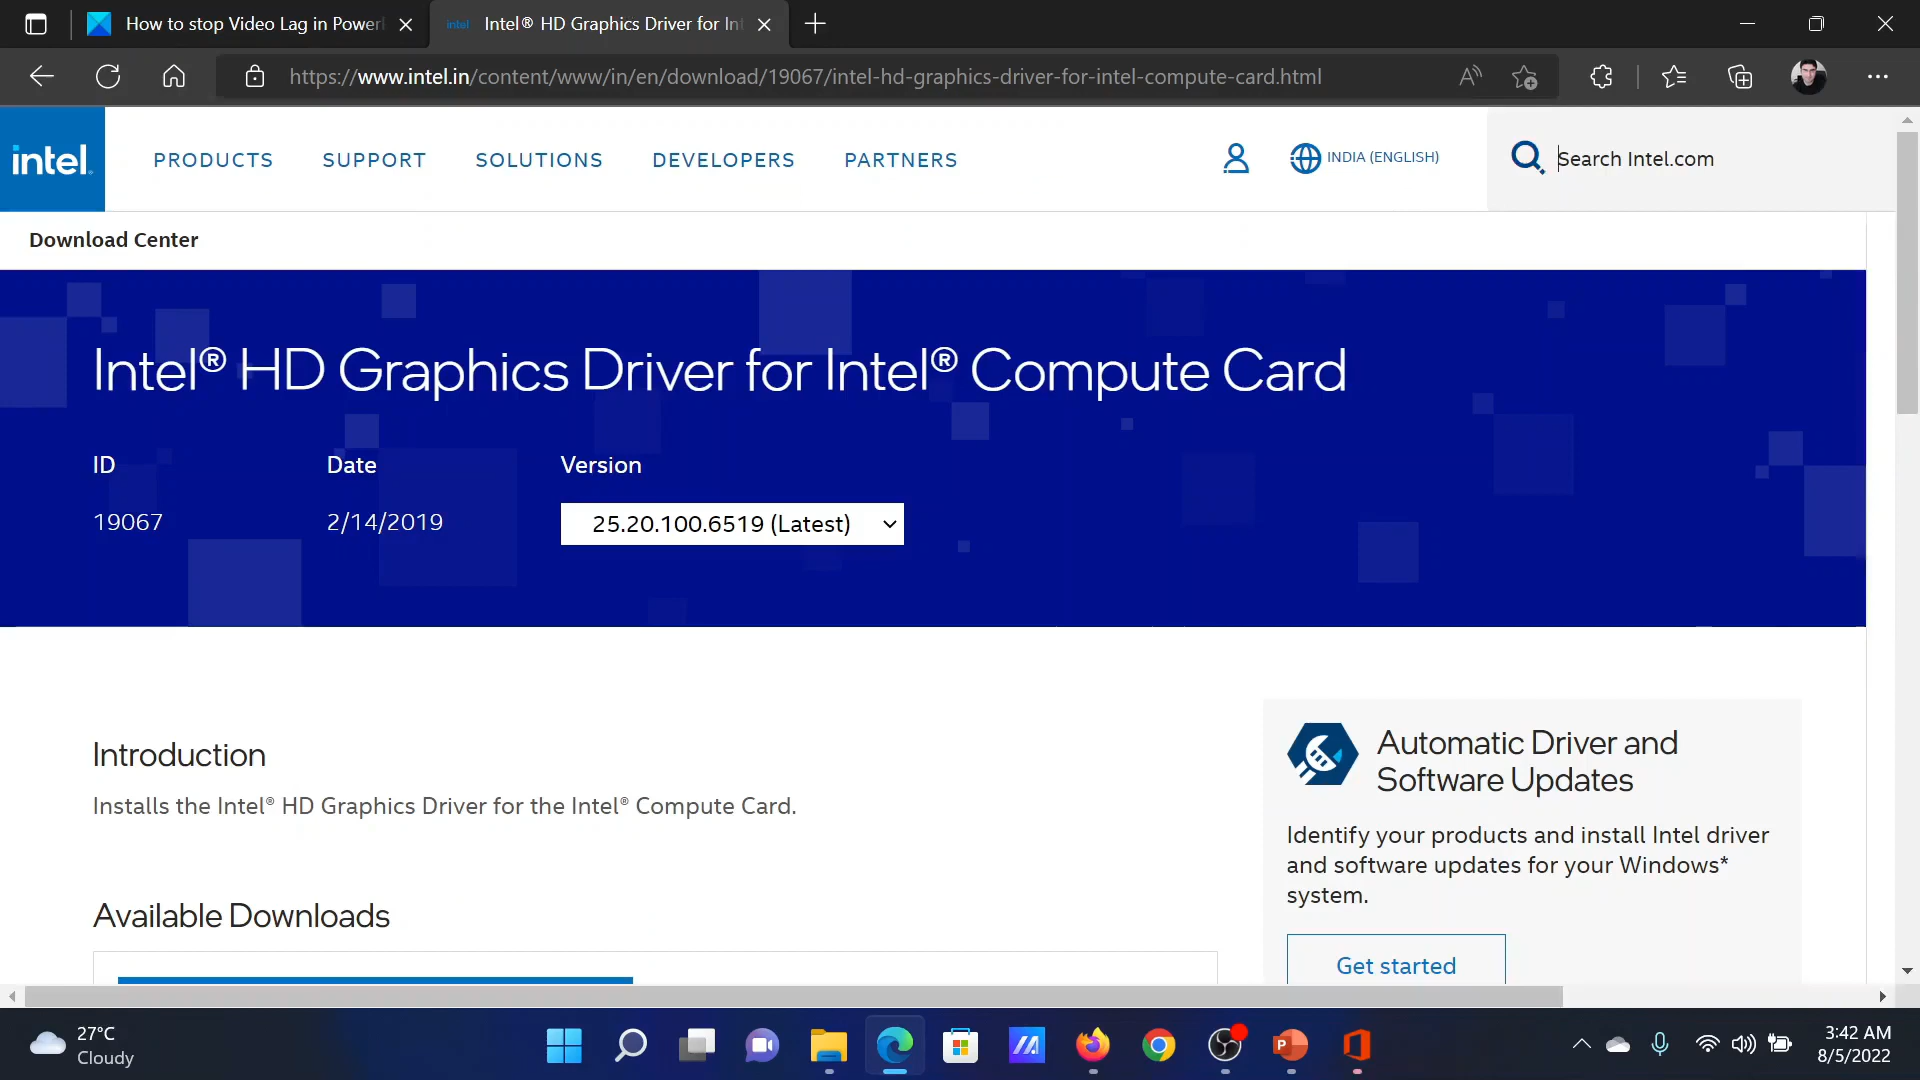 How to stop Video Lag in Power
intel
Intel® HD Graphics Driver for Int
https://www.intel.in/content/www/in/en/download/19067/intel-hd-graphics-driver-for-intel-compute-card.html
intel.
PRODUCTS
SUPPORT
SOLUTIONS
DEVELOPERS
PARTNERS
INDIA (ENGLISH)
Search Intel.com
Download Center
Intel® HD Graphics Driver for Intel® Compute Card
ID
Date
Version
19067
2/14/2019
25.20.100.6519 (Latest)
Introduction
Installs the Intel® HD Graphics Driver for the Intel® Compute Card.
Available Downloads
Automatic Driver and
Software Updates
Identify your products and install Intel driver
and software updates for your Windows*
system.
Get started
27°C
Cloudy
3:42 AM
8/5/2022